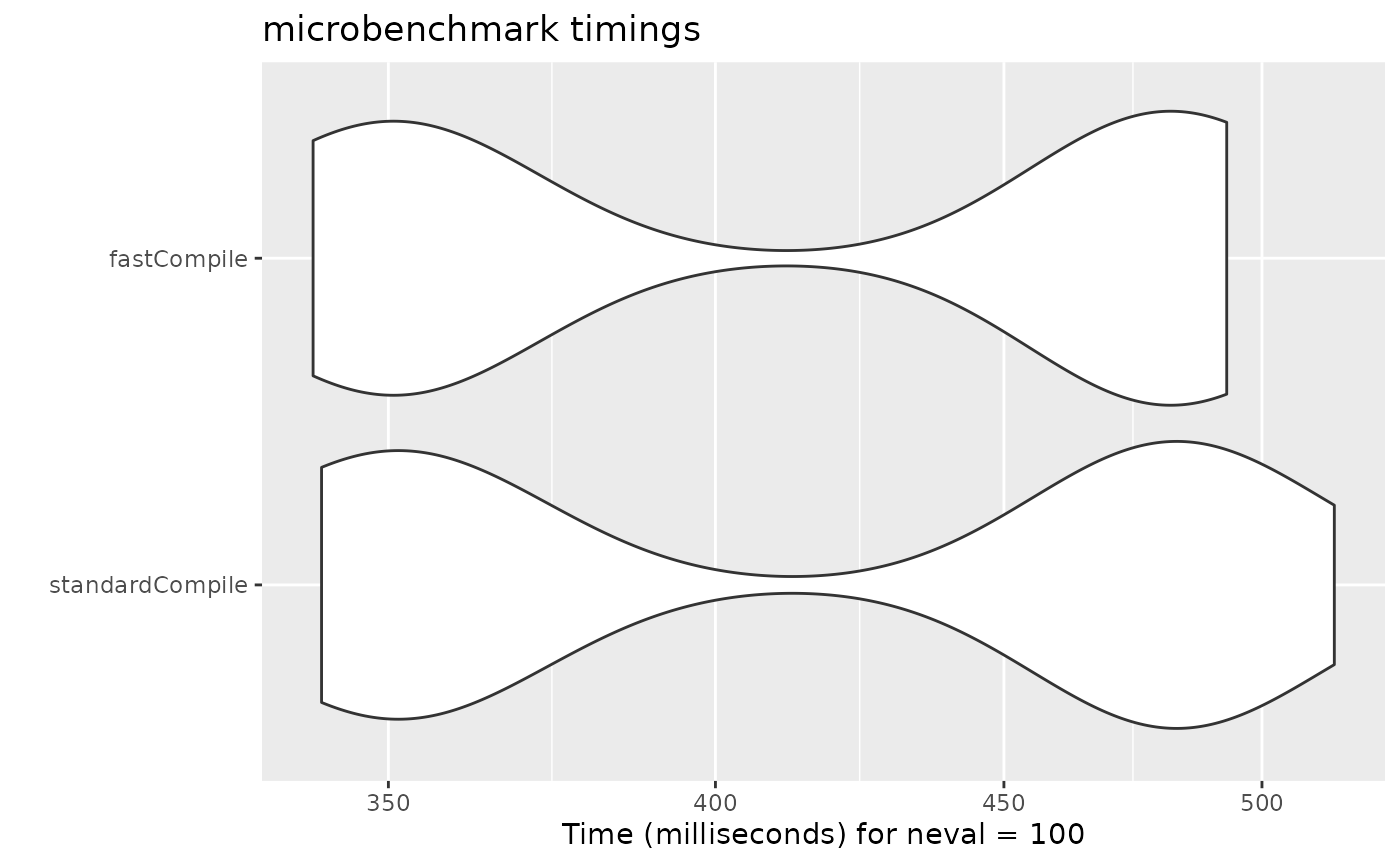 microbenchmark timings
fastCompile
standardCompile
350 400 450 500
Time (milliseconds) for neval = 100